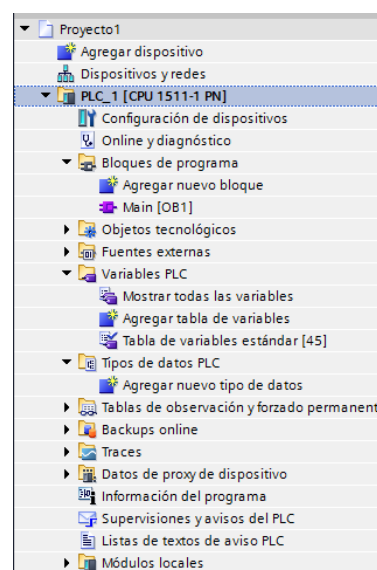 Proyecto1
Agregar dispositivo
Dispositivos y redes
PLC_1 [CPU 1511-1 PN]
Configuración de dispositivos
Online y diagnóstico
Bloques de programa
Agregar nuevo bloque
Main [OB1]
Objetos tecnológicos
Fuentes externas
Variables PLC
Mostrar todas las variables
Agregar tabla de variables
Tabla de variables estándar [45]
Tipos de datos PLC
Agregar nuevo tipo de datos
Tablas de observación y forzado permanent
Backups online
Traces
Datos de proxy de dispositivo
Información del programa
Supervisiones y avisos del PLC
Listas de textos de aviso PLC
Módulos locales